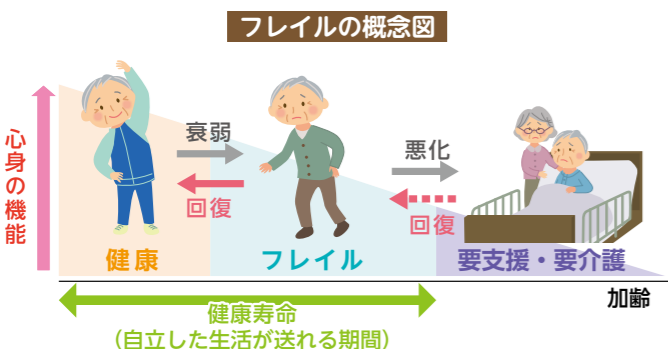 フレイルの概念図
心身の機能
衰弱
回復
悪化
回復
健康
フレイル
要支援・要介護
加齢
健康寿命
（自立した生活が送れる期間）